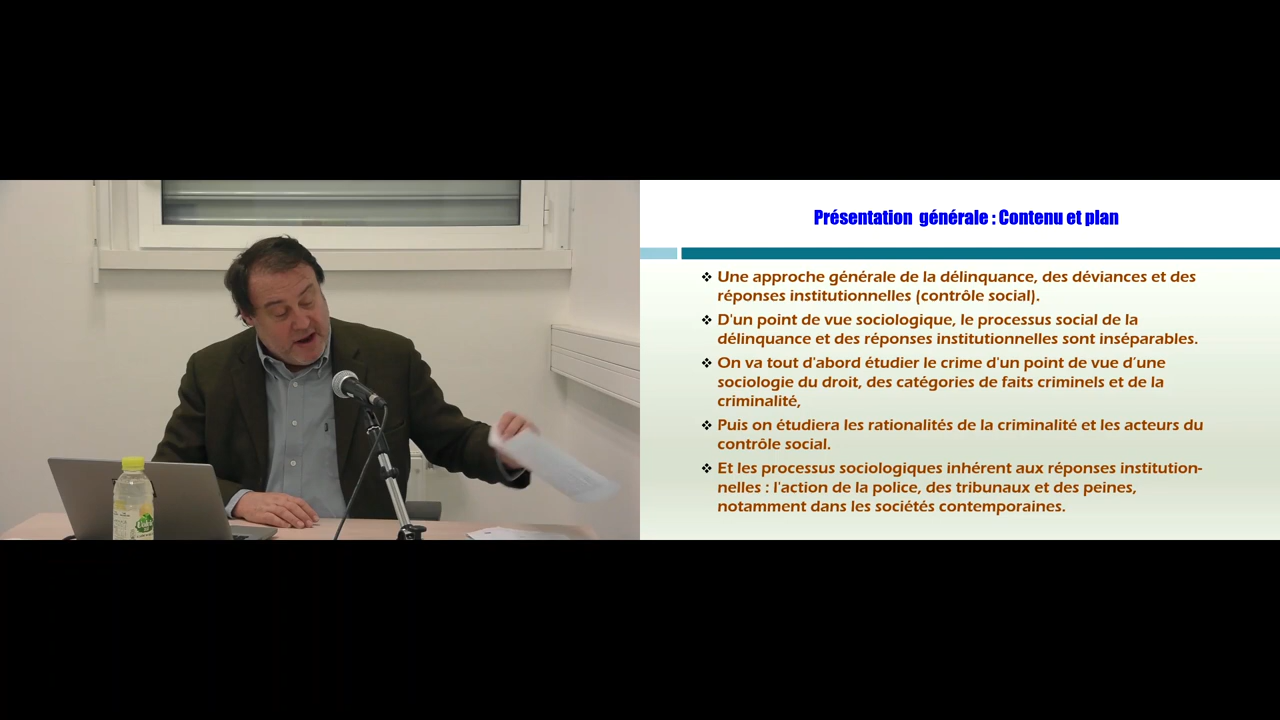 Présentation générale : Contenu et plan
❖ Une approche générale de la délinquance, des déviances et des
réponses institutionnelles (contrôle social).
❖ D'un point de vue sociologique, le processus social de la
délinquance et des réponses institutionnelles sont inséparables.
❖ On va tout d'abord étudier le crime d'un point de vue d'une
sociologie du droit, des catégories de faits criminels et de la
criminalité,
❖ Puis on étudiera les rationalités de la criminalité et les acteurs du
contrôle social.
❖ Et les processus sociologiques inhérent aux réponses institution-
nelles : l'action de la police, des tribunaux et des peines,
notamment dans les sociétés contemporaines.